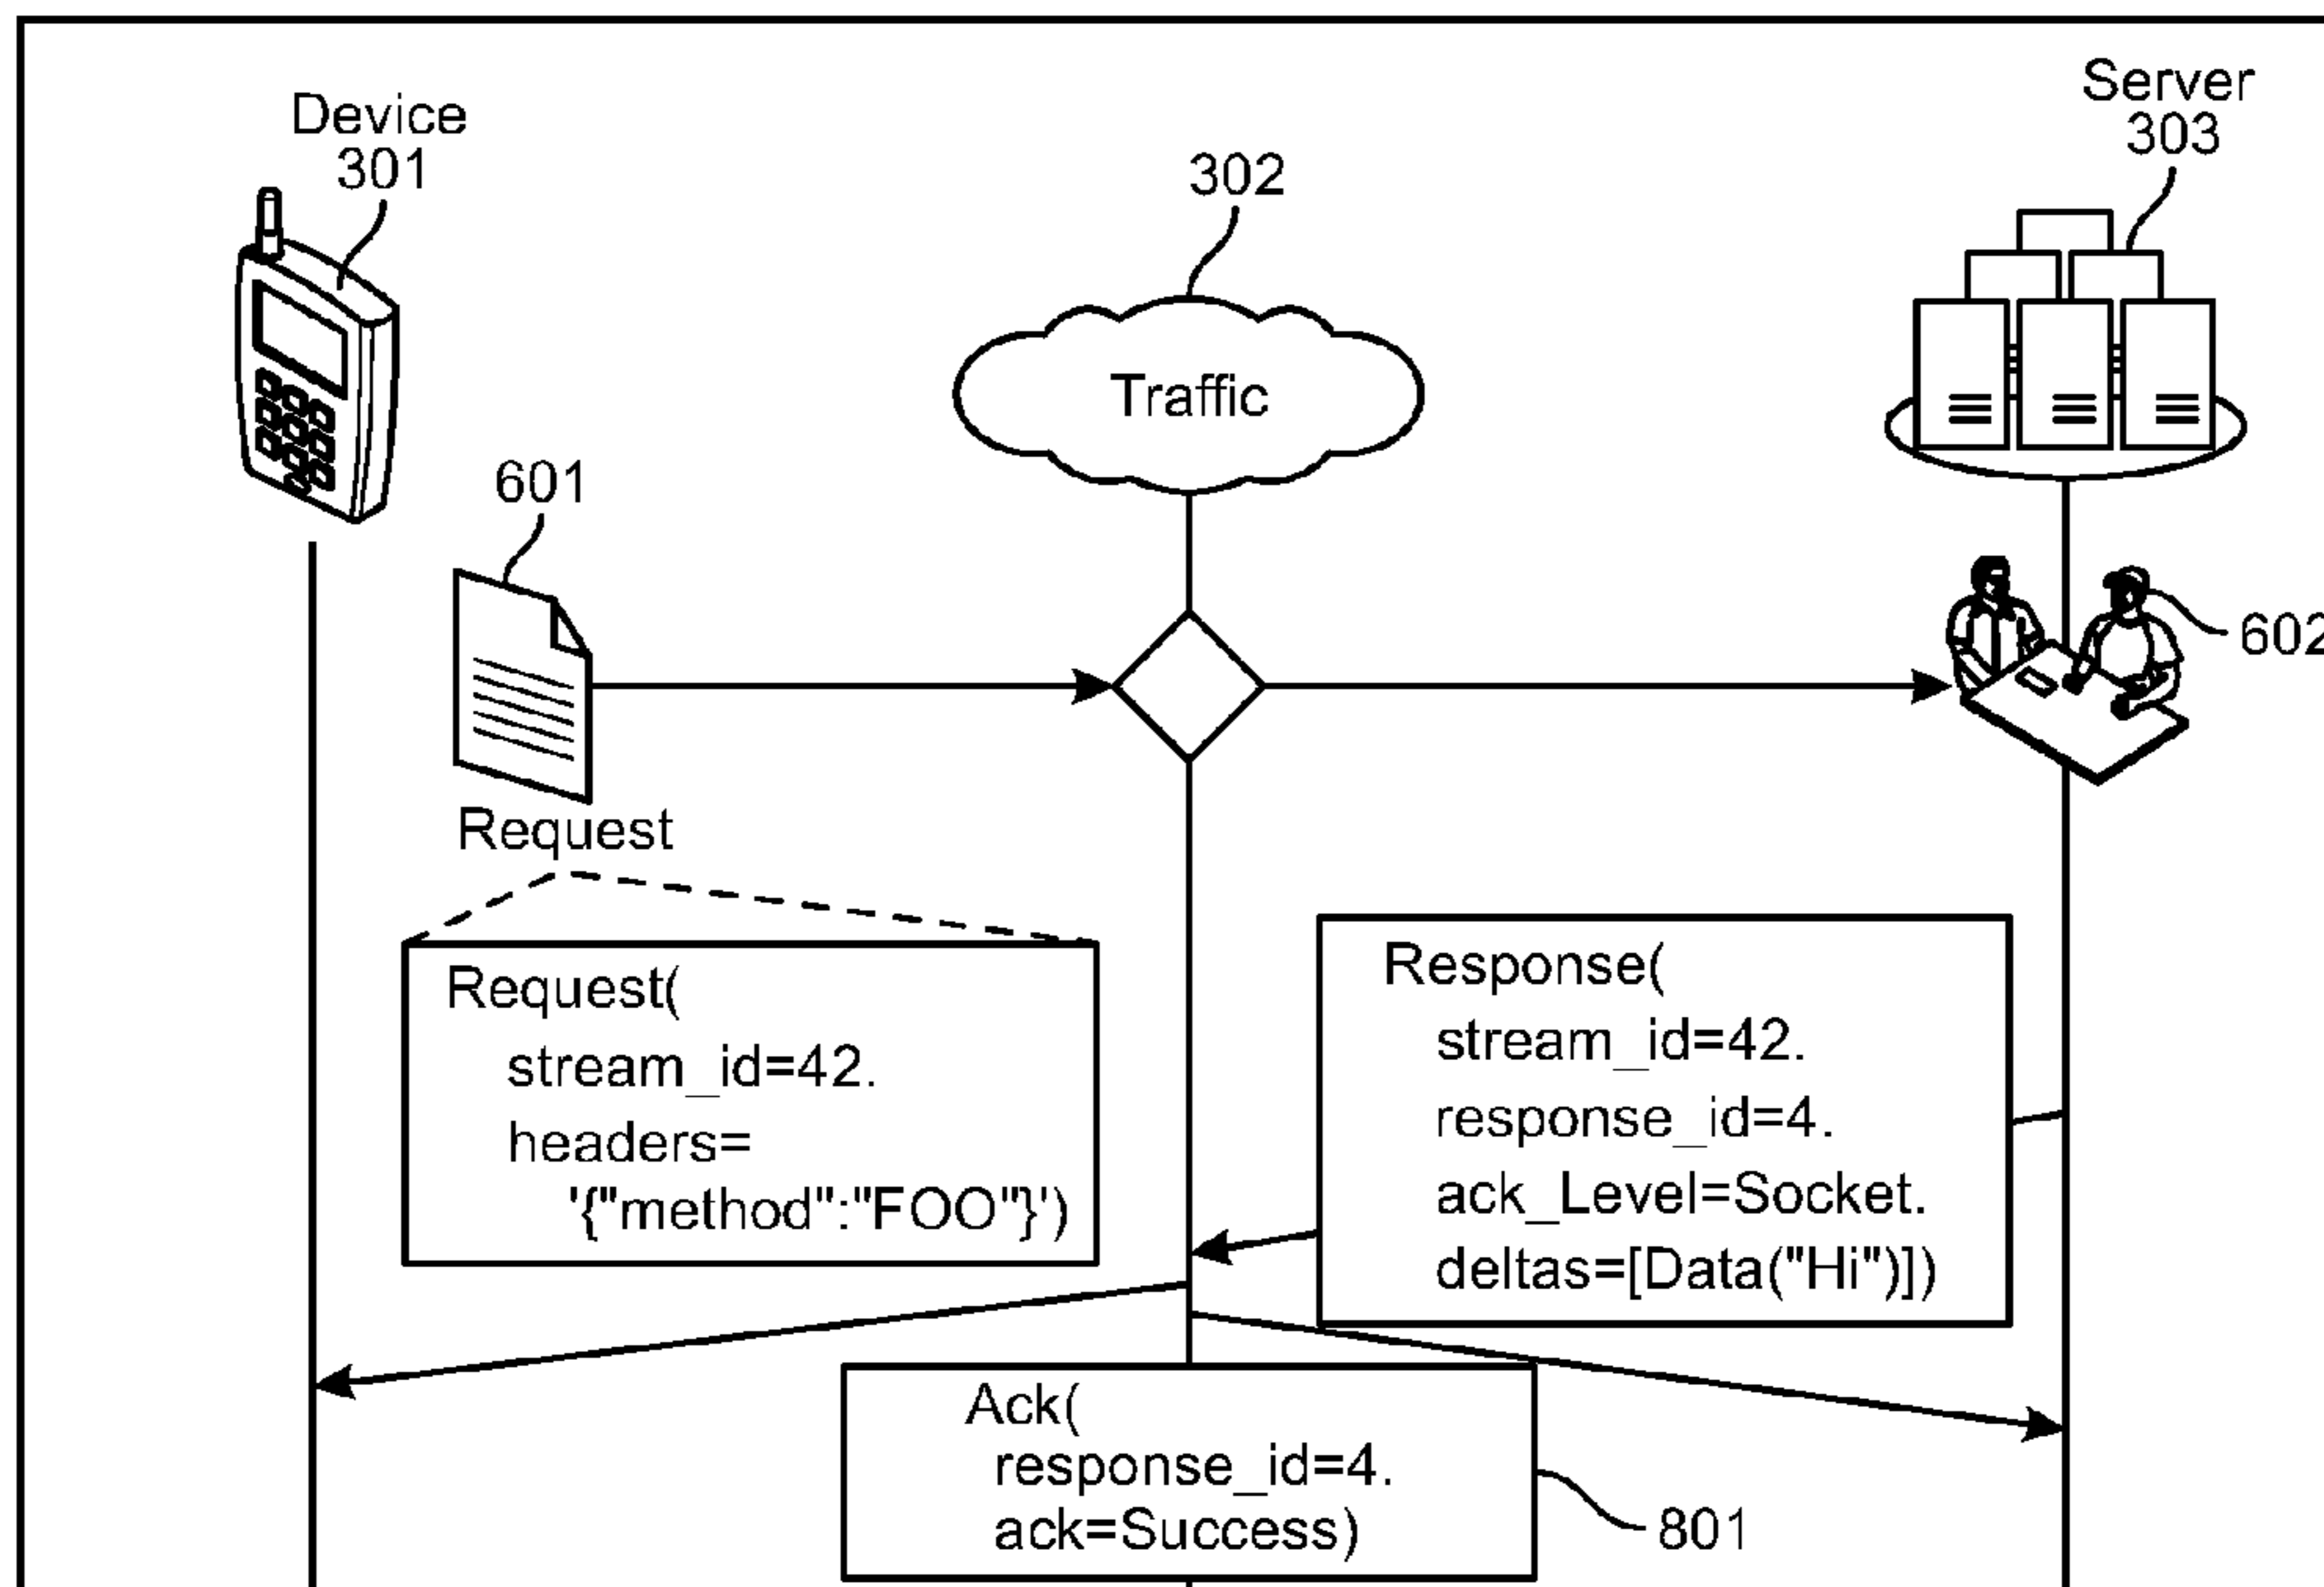 Device
301
302
Server
303
Traffic
601
602
Request
Request(
stream_id=42.
headers=
'{"method":"FOO"}')
Response(
stream_id=42.
response_id=4.
ack_Level=Socket.
deltas=[Data("Hi")])
Ack(
response_id=4.
ack=Success)
801